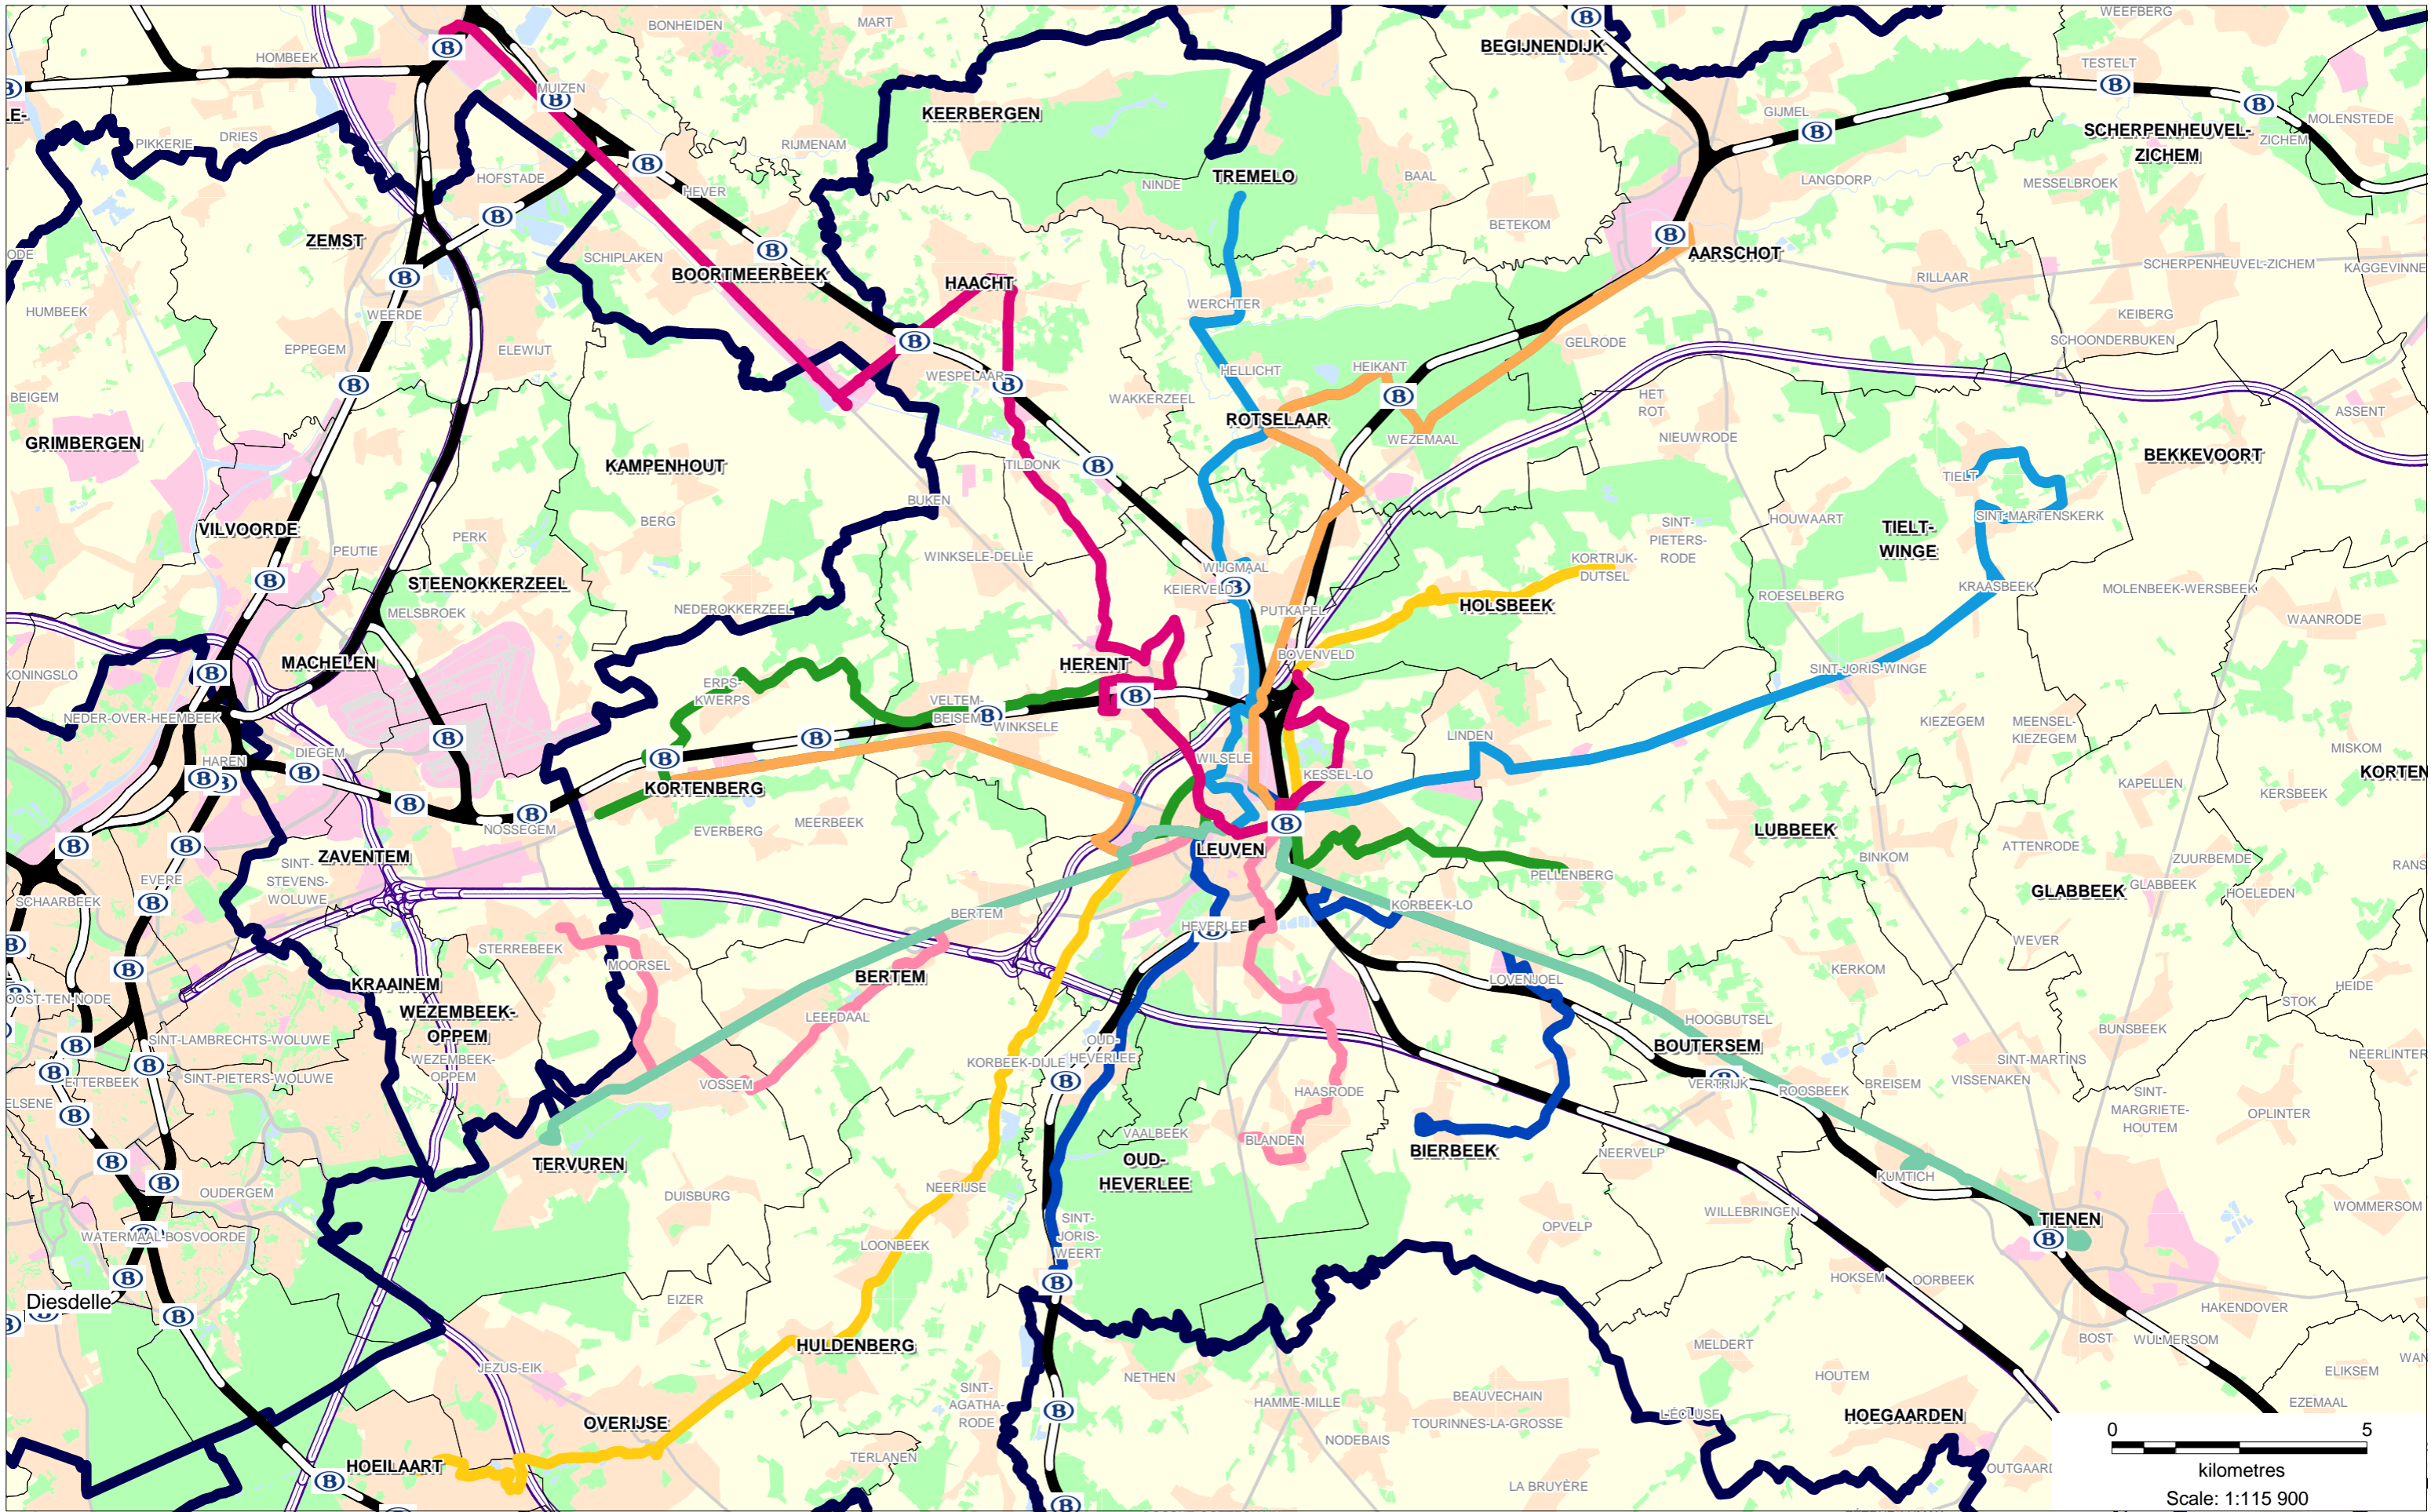 BONHEIDEN
MART
WEEFBERG
HOMBEEK
BEGIJNENDIJK
TESTELT
MUIZEN
LE-
KEERBERGEN
GIJMEL
MOLENSTEDE
PIKKERIE
DRIES
RIJMENAM
SCHERPENHEUVEL-
ZICHEM
ZICHEM
HOFSTADE
HEVER
NINDE
TREMELO
BAAL
LANGDORP
MESSELBROEK
BETEKOM
ZEMST
ODE
SCHIPLAKEN
BOORTMEERBEEK
HAACHT
AARSCHOT
RILLAAR
SCHERPENHEUVEL-ZICHEM
KAGGEVINNE
HUMBEEK
WEERDE
WERCHTER
KEIBERG
EPPEGEM
ELEWIJT
GELRODE
SCHOONDERBUKEN
HELLICHT
HEIKANT
WESPELAAR
BEIGEM
WAKKERZEEL
HET
ROT
ASSENT
ROTSELAAR
GRIMBERGEN
WEZEMAAL
NIEUWRODE
KAMPENHOUT
TILDONK
TIELT
BEKKEVOORT
BUKEN
BERG
SINT-
PIETERS-
RODE
HOUWAART
SINT-MARTENSKERK
VILVOORDE
TIELT-
WINGE
PERK
PEUTIE
WINKSELE-DELLE
KORTRIJK-
DUTSEL
WIJGMAAL
STEENOKKERZEEL
KEIERVELD
KRAASBEEK
MOLENBEEK-WERSBEEK
MELSBROEK
NEDEROKKERZEEL
PUTKAPEL
HOLSBEEK
ROESELBERG
WAANRODE
MACHELEN
HERENT
BOVENVELD
SINT-JORIS-WINGE
KONINGSLO
ERPS-
KWERPS
VELTEM-
BEISEM
WINKSELE
NEDER-OVER-HEEMBEEK
KIEZEGEM
MEENSEL-
KIEZEGEM
LINDEN
DIEGEM
HAREN
WILSELE
KESSEL-LO
MISKOM
KORTEN
KORTENBERG
KAPELLEN
KERSBEEK
NOSSEGEM
EVERBERG
MEERBEEK
LUBBEEK
LEUVEN
ATTENRODE
ZAVENTEM
BINKOM
ZUURBEMDE
RANS
SINT-
STEVENS-
WOLUWE
EVERE
PELLENBERG
GLABBEEK
GLABBEEK
HOELEDEN
SCHAARBEEK
BERTEM
KORBEEK-LO
HEVERLEE
STERREBEEK
WEVER
MOORSEL
BERTEM
KERKOM
KRAAINEM
LOVENJOEL
HEIDE
OOST-TEN-NODE
STOK
WEZEMBEEK-
OPPEM
LEEFDAAL
HOOGBUTSEL
BUNSBEEK
SINT-LAMBRECHTS-WOLUWE
OUD-
HEVERLEE
BOUTERSEM
SINT-MARTINS
NEERLINTER
WEZEMBEEK-
OPPEM
KORBEEK-DIJLE
ETTERBEEK
SINT-PIETERS-WOLUWE
VOSSEM
HAASRODE
VERTRIJK
ROOSBEEK
BREISEM
VISSENAKEN
ELSENE
SINT-
MARGRIETE-
HOUTEM
OPLINTER
VAALBEEK
BLANDEN
BIERBEEK
NEERVELP
TERVUREN
OUD-
HEVERLEE
KUMTICH
OUDERGEM
DUISBURG
NEERIJSE
WILLEBRINGEN
TIENEN
WOMMERSOM
SINT-
JORIS-
WEERT
OPVELP
WATERMAAL-BOSVOORDE
LOONBEEK
HOKSEM
OORBEEK
Diesdelle
EIZER
HAKENDOVER
HULDENBERG
MELDERT
BOST
WULMERSOM
WAN
JEZUS-EIK
NETHEN
HOUTEM
ELIKSEM
SINT-
AGATHA-
RODE
HAMME-MILLE
BEAUVECHAIN
EZEMAAL
OVERIJSE
TOURINNES-LA-GROSSE
L'ÉCLUSE
HOEGAARDEN
NODEBAIS
TERLANEN
HOEILAART
OUTGAARD
LA BRUYÈRE
0 5
kilometres
Scale: 1:115 900